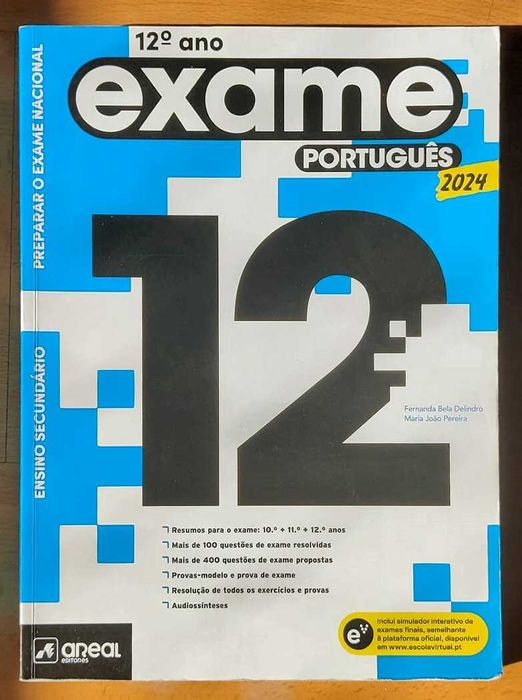 12º ano
exame
PORTUGUÊS
2024
PREPARAR O EXAME NACIONAL
ENSINO SECUNDÁRIO
12
Fernanda Bela Delindro
Maria João Pereira
Resumos para o exame: 10.º + 11.º + 12.º anos
Mais de 100 questões de exame resolvidas
Mais de 400 questões de exame propostas
Provas-modelo e prova de exame
Resolução de todos os exercícios e provas
Audiossínteses
areal
editores
e
Inclui simulador interativo de
exames finais, semelhante
à plataforma oficial, disponível
em www.escolavirtual.pt